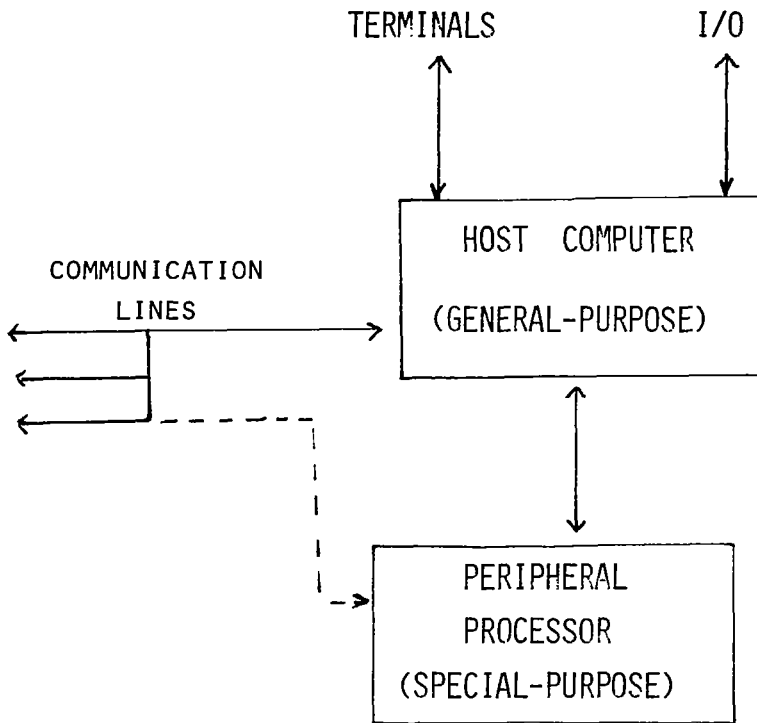 TERMINALS I/O
HOST COMPUTER
(GENERAL-PURPOSE)
COMMUNICATION
LINES
PERIPHERAL
PROCESSOR
(SPECIAL-PURPOSE)